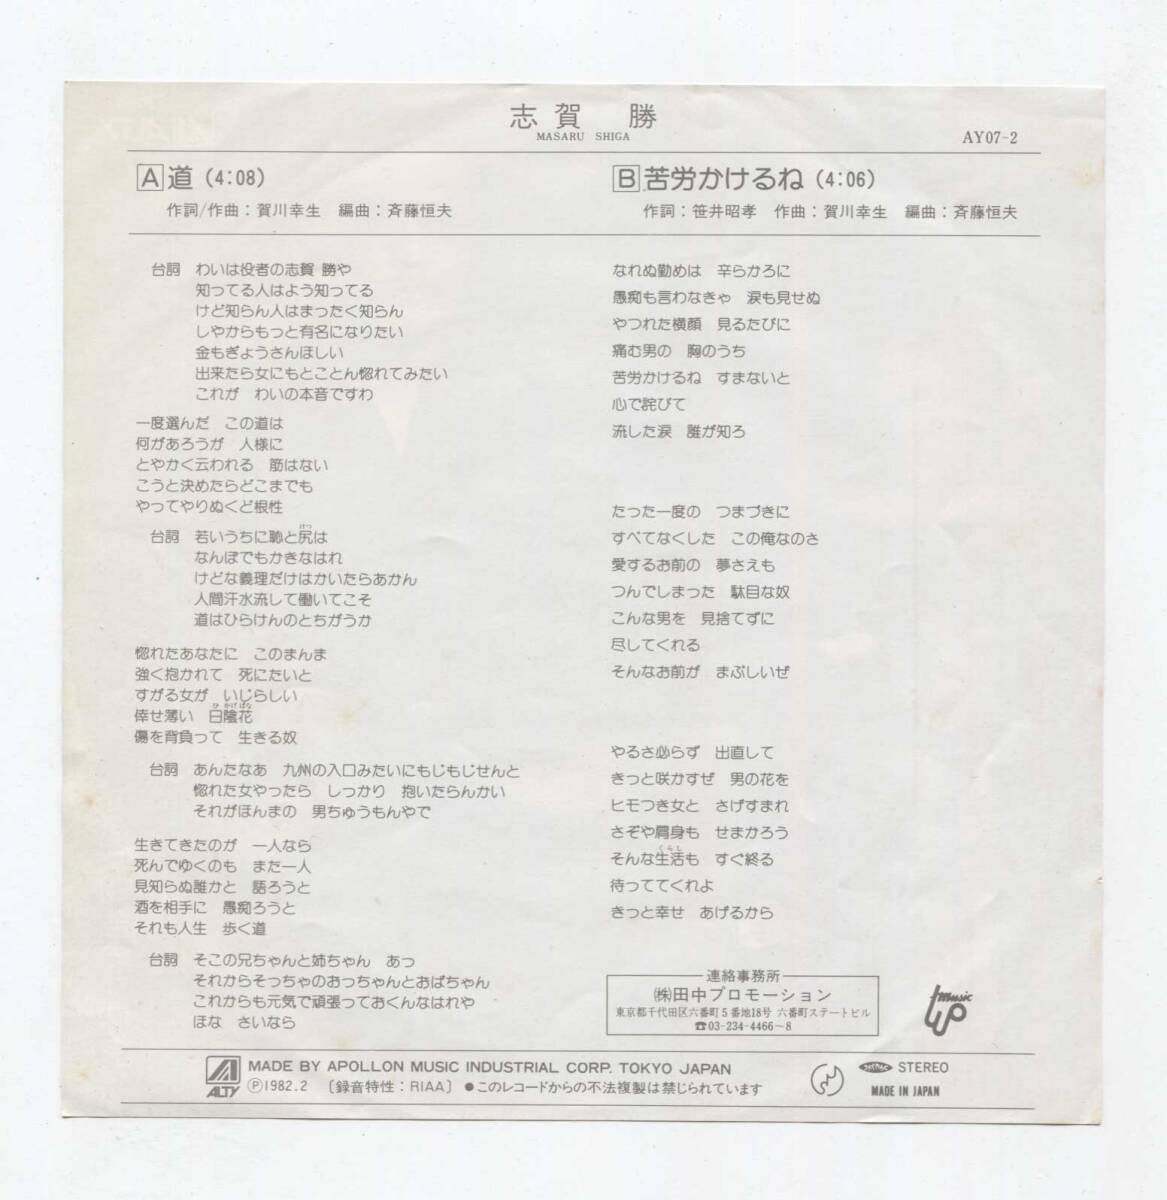 志賀 勝
MASARU SHIGA
AY07-2
A 道 (4:08)
作詞/作曲：賀川幸生 編曲：斉藤恒夫
台詞 わいは役者の志賀 勝や
知ってる人はよう知ってる
けど知らん人はまったく知らん
しやからもっと有名になりたい
金もぎょうさんほしい
出来たら女にもとことん惚れてみたい
これが わいの本音ですわ
一度選んだ この道は
何があろうが 人様に
とやかく云われる 筋はない
こうと決めたらどこまでも
やってやりぬくど根性
台詞 若いうちに恥と尻は
けつ
なんぼでもかきなはれ
けどな義理だけはかいたらあかん
人間汗水流して働いてこそ
道はひらけんのとちがうか
惚れたあなたに このまんま
強く抱かれて 死にたいと
すがる女が いじらしい
倖せ薄い 日陰花
ひかげばな
傷を背負って 生きる奴
台詞 あんたなあ 九州の入口みたいにもじもじせんと
惚れた女やったら しっかり 抱いたらんかい
それがほんまの 男ちゅうもんやで
生きてきたのが 一人なら
死んでゆくのも また一人
見知らぬ誰かと 語ろうと
酒を相手に 愚痴ろうと
それも人生 歩く道
台詞 そこの兄ちゃんと姉ちゃん あっ
それからそっちゃのおっちゃんとおばちゃん
これからも元気で頑張っておくんなはれや
ほな さいなら
B 苦労かけるね (4:06)
作詞：笹井昭孝 作曲：賀川幸生 編曲：斉藤恒夫
なれぬ勤めは 辛らかろに
愚痴も言わなきゃ 涙も見せぬ
やつれた横顔 見るたびに
痛む男の 胸のうち
苦労かけるね すまないと
心で詫びて
流した涙 誰が知ろ
たった一度の つまづきに
すべてなくした この俺なのさ
愛するお前の 夢さえも
つんでしまった 駄目な奴
こんな男を 見捨てずに
尽してくれる
そんなお前が まぶしいぜ
やるさ必らず 出直して
きっと咲かすぜ 男の花を
ヒモつき女と さげすまれ
さぞや肩身も せまかろう
そんな生活も すぐ終る
くらし
待っててくれよ
きっと幸せ あげるから
連絡事務所
㈱田中プロモーション
東京都千代田区六番町5番地18号 六番町ステートビル
☎03-234-4466～8
music up
ALTY
MADE BY APOLLON MUSIC INDUSTRIAL CORP. TOKYO JAPAN
Ⓟ1982.2 〔録音特性：RIAA〕 ●このレコードからの不法複製は禁じられています
STEREO
MADE IN JAPAN